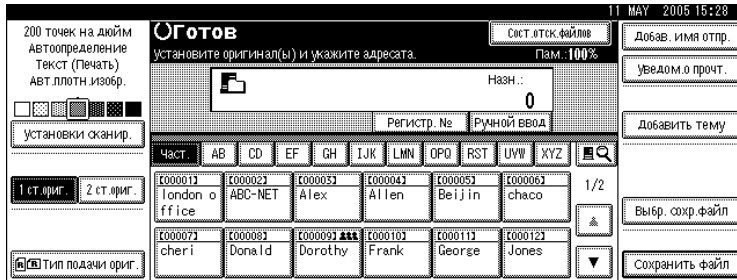 11 MAY 2005 15:28
200 точек на дюйм
Автоопределение
Текст (Печать)
Авт.плотн.изобр.
Установки сканир.
1 ст.ориг. 2 ст.ориг.
Тип подачи ориг.
Готов
Сост.отск.файлов
Установите оригинал(ы) и укажите адресата.
Пам.:100%
Назн.:
0
Регистр. № Ручной ввод
Част. AB CD EF GH IJK LMN OPQ RST UVW XYZ
[00001] [00002] [00003] [00004] [00005] [00006]
london office ABC-NET Alex Allen Beijin chaco
1/2
[00007] [00008] [00009] [00010] [00011] [00012]
cheri Donald Dorothy Frank George Jones
Добав. имя отпр.
Уведом.о прочт.
Добавить тему
Выбр. сохр.файл
Сохранить файл